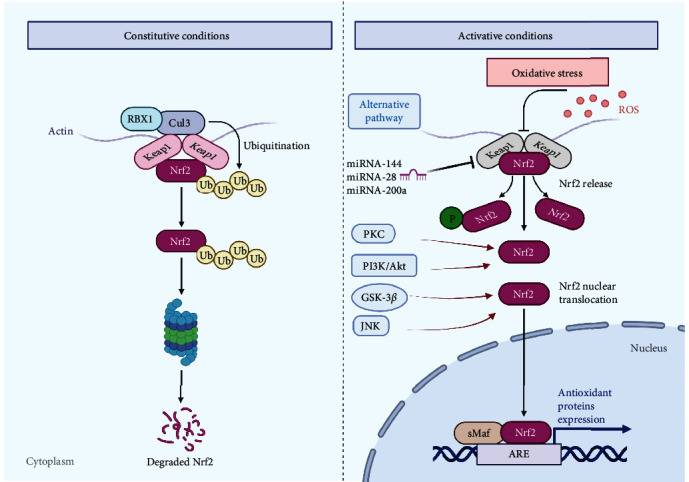 Constitutive conditions
RBX1
Cul3
Actin
Keap1
Keap1
Ubiquitination
Nrf2
Ub
Ub
Ub
Ub
Ub
Nrf2
Ub
Ub
Ub
Ub
Degraded Nrf2
Cytoplasm
Activative conditions
Oxidative stress
ROS
Alternative
pathway
Keap1
Keap1
Nrf2
miRNA-144
miRNA-28
miRNA-200a
Nrf2 release
P
Nrf2
Nrf2
PKC
Nrf2
PI3K/Akt
GSK-3β
Nrf2
Nrf2 nuclear
translocation
JNK
Nucleus
Antioxidant
proteins
expression
sMaf
Nrf2
ARE